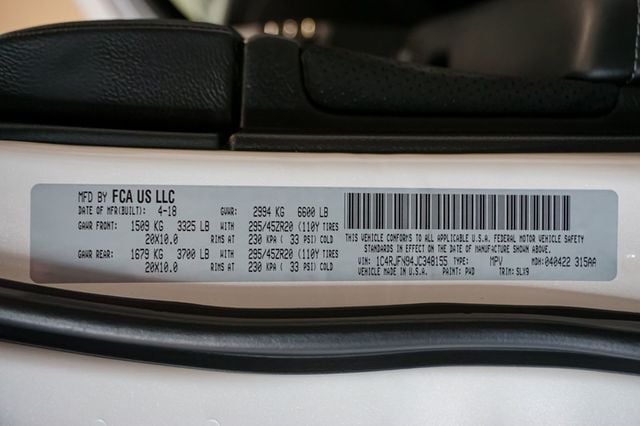 MFD BY FCA US LLC
DATE OF MFR(BUILT): 4-18 GVWR: 2994 KG 6600 LB
GAWR FRONT: 1509 KG 3325 LB 295/45ZR20 (110Y TIRES
20X10.0 RIMS AT 230 KPA ( 33 PSI) COLD
GAWR REAR: 1679 KG 3700 LB 295/45ZR20 (110Y TIRES
20X10.0 RIMS AT 230 KPA ( 33 PSI) COLD
THIS VEHICLE CONFORMS TO ALL APPLICABLE U.S.A. FEDERAL MOTOR VEHICLE SAFETY
STANDARDS IN EFFECT ON THE DATE OF MANUFACTURE SHOWN ABOVE.
VIN: 1C4RJFN94JC348155 TYPE: MPV MDH: 040422 315AA
VEHICLE MADE IN U.S.A. PAINT: PWD TRIM: SLX9